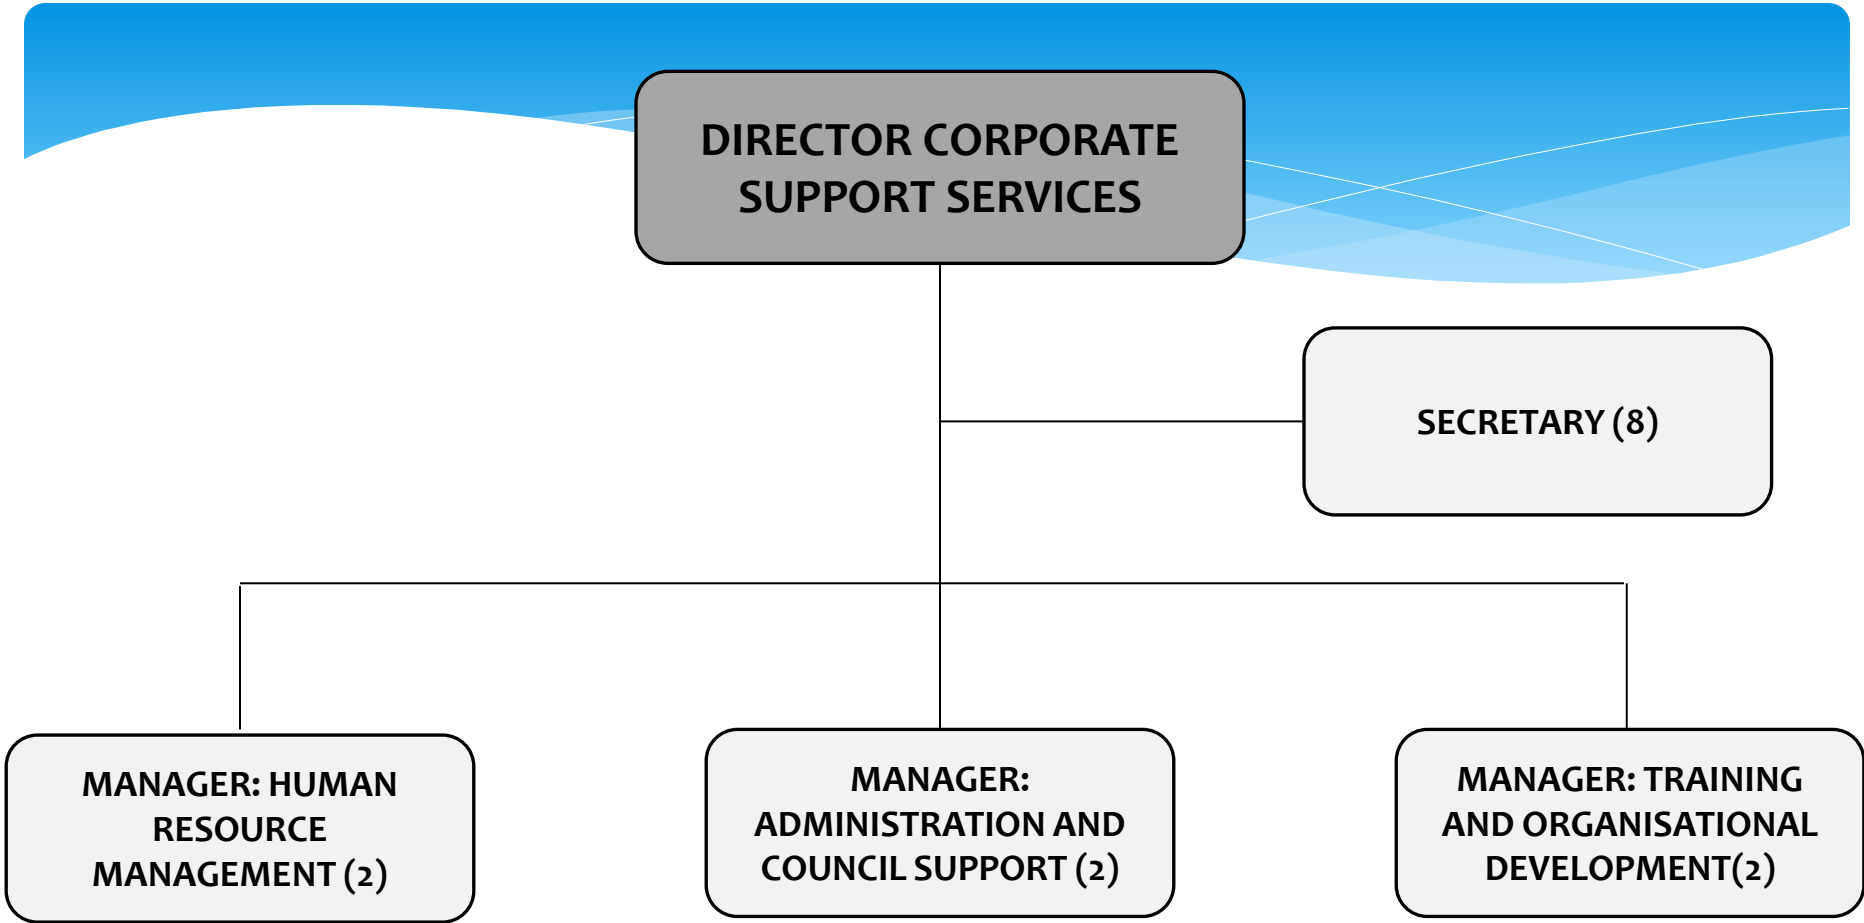 DIRECTOR CORPORATE
SUPPORT SERVICES
SECRETARY (8)
MANAGER: HUMAN
RESOURCE
MANAGEMENT (2)
MANAGER:
ADMINISTRATION AND
COUNCIL SUPPORT (2)
MANAGER: TRAINING
AND ORGANISATIONAL
DEVELOPMENT(2)